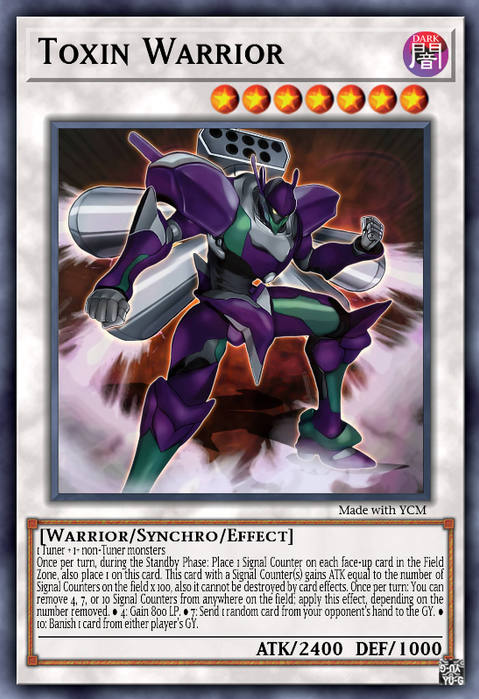 TOXIN WARRIOR
DARK
闇
Made with YCM
[WARRIOR/SYNCHRO/EFFECT]
1 Tuner +1+ non-Tuner monsters
Once per turn, during the Standby Phase: Place 1 Signal Counter on each face-up card in the Field
Zone, also place 1 on this card. This card with a Signal Counter(s) gains ATK equal to the number of
Signal Counters on the field x 100, also it cannot be destroyed by card effects. Once per turn: You can
remove 4, 7, or 10 Signal Counters from anywhere on the field; apply this effect, depending on the
number removed. ● 4: Gain 800 LP. ● 7: Send 1 random card from your opponent's hand to the GY. ●
10: Banish 1 card from either player's GY.
ATK/2400 DEF/1000